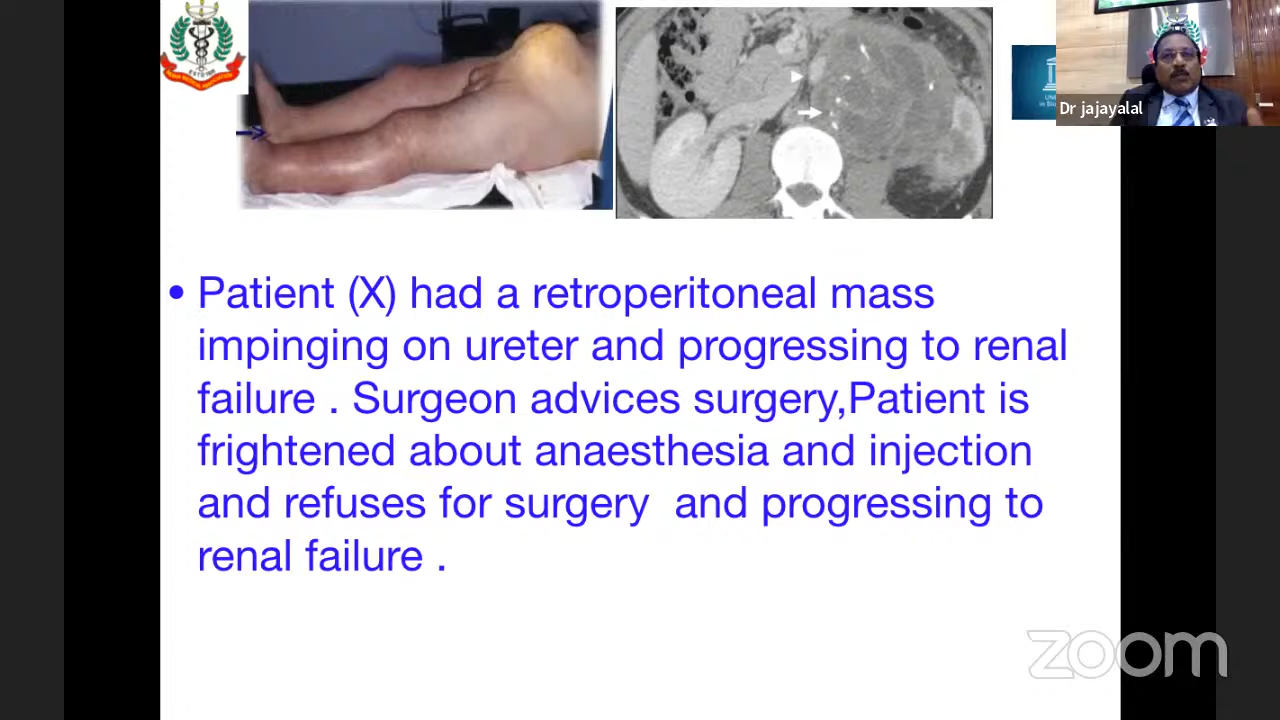 Dr jajayalal
• Patient (X) had a retroperitoneal mass
impinging on ureter and progressing to renal
failure . Surgeon advices surgery,Patient is
frightened about anaesthesia and injection
and refuses for surgery  and progressing to
renal failure .
zoom